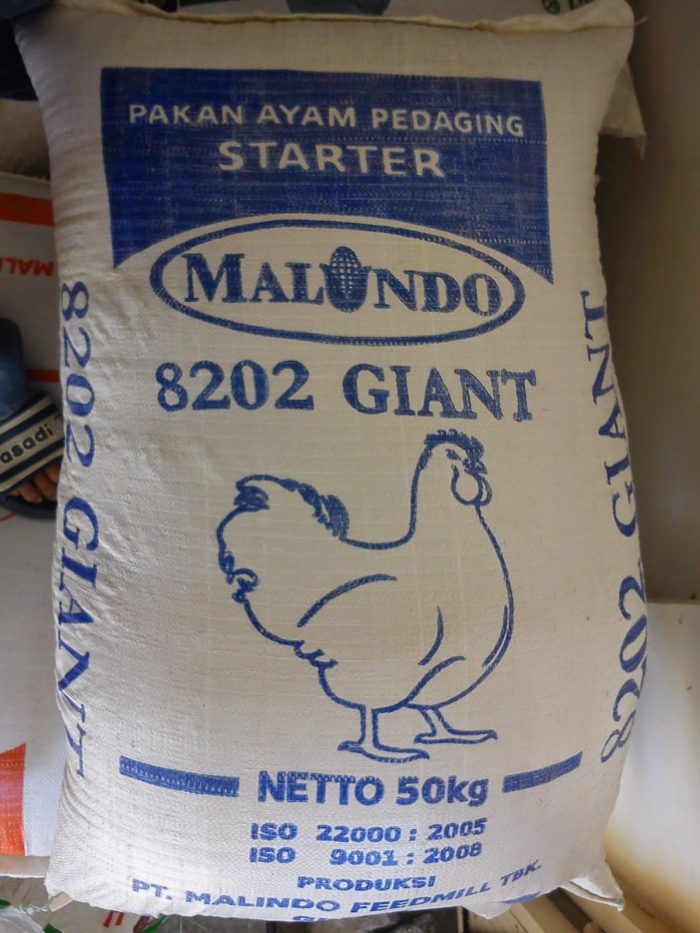 PAKAN AYAM PEDAGING
STARTER
MALINDO
8202 GIANT
8202 GIANT
8202 GIANT
NETTO 50kg
ISO 22000 : 2005
ISO 9001 : 2008
PRODUKSI
PT. MALINDO FEEDMILL TBK.
asadi